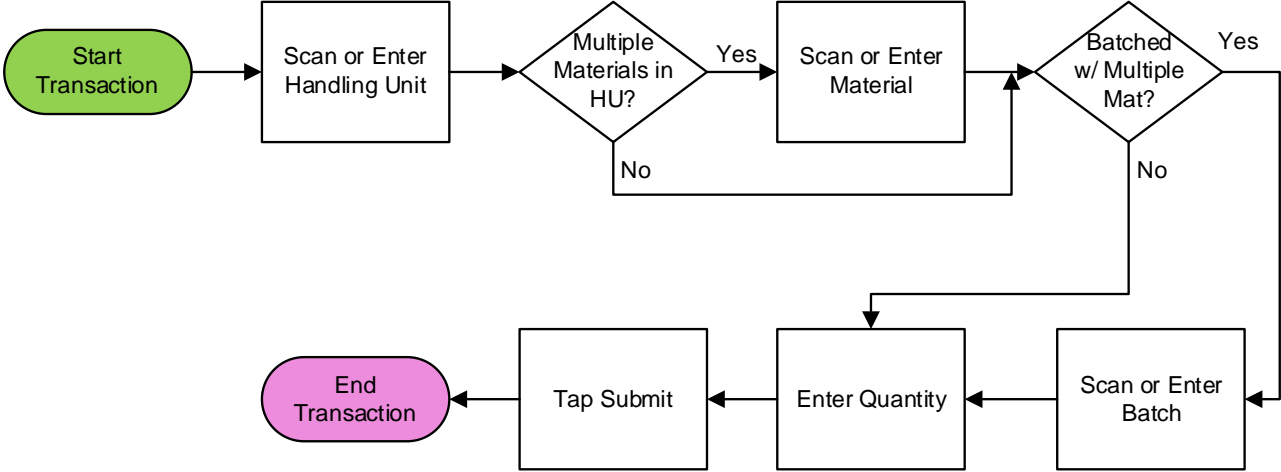 Start
Transaction
Scan or Enter
Handling Unit
Multiple
Materials in
HU?
Yes
No
Scan or Enter
Material
Batched
w/ Multiple
Mat?
Yes
No
Scan or Enter
Batch
Enter Quantity
Tap Submit
End
Transaction